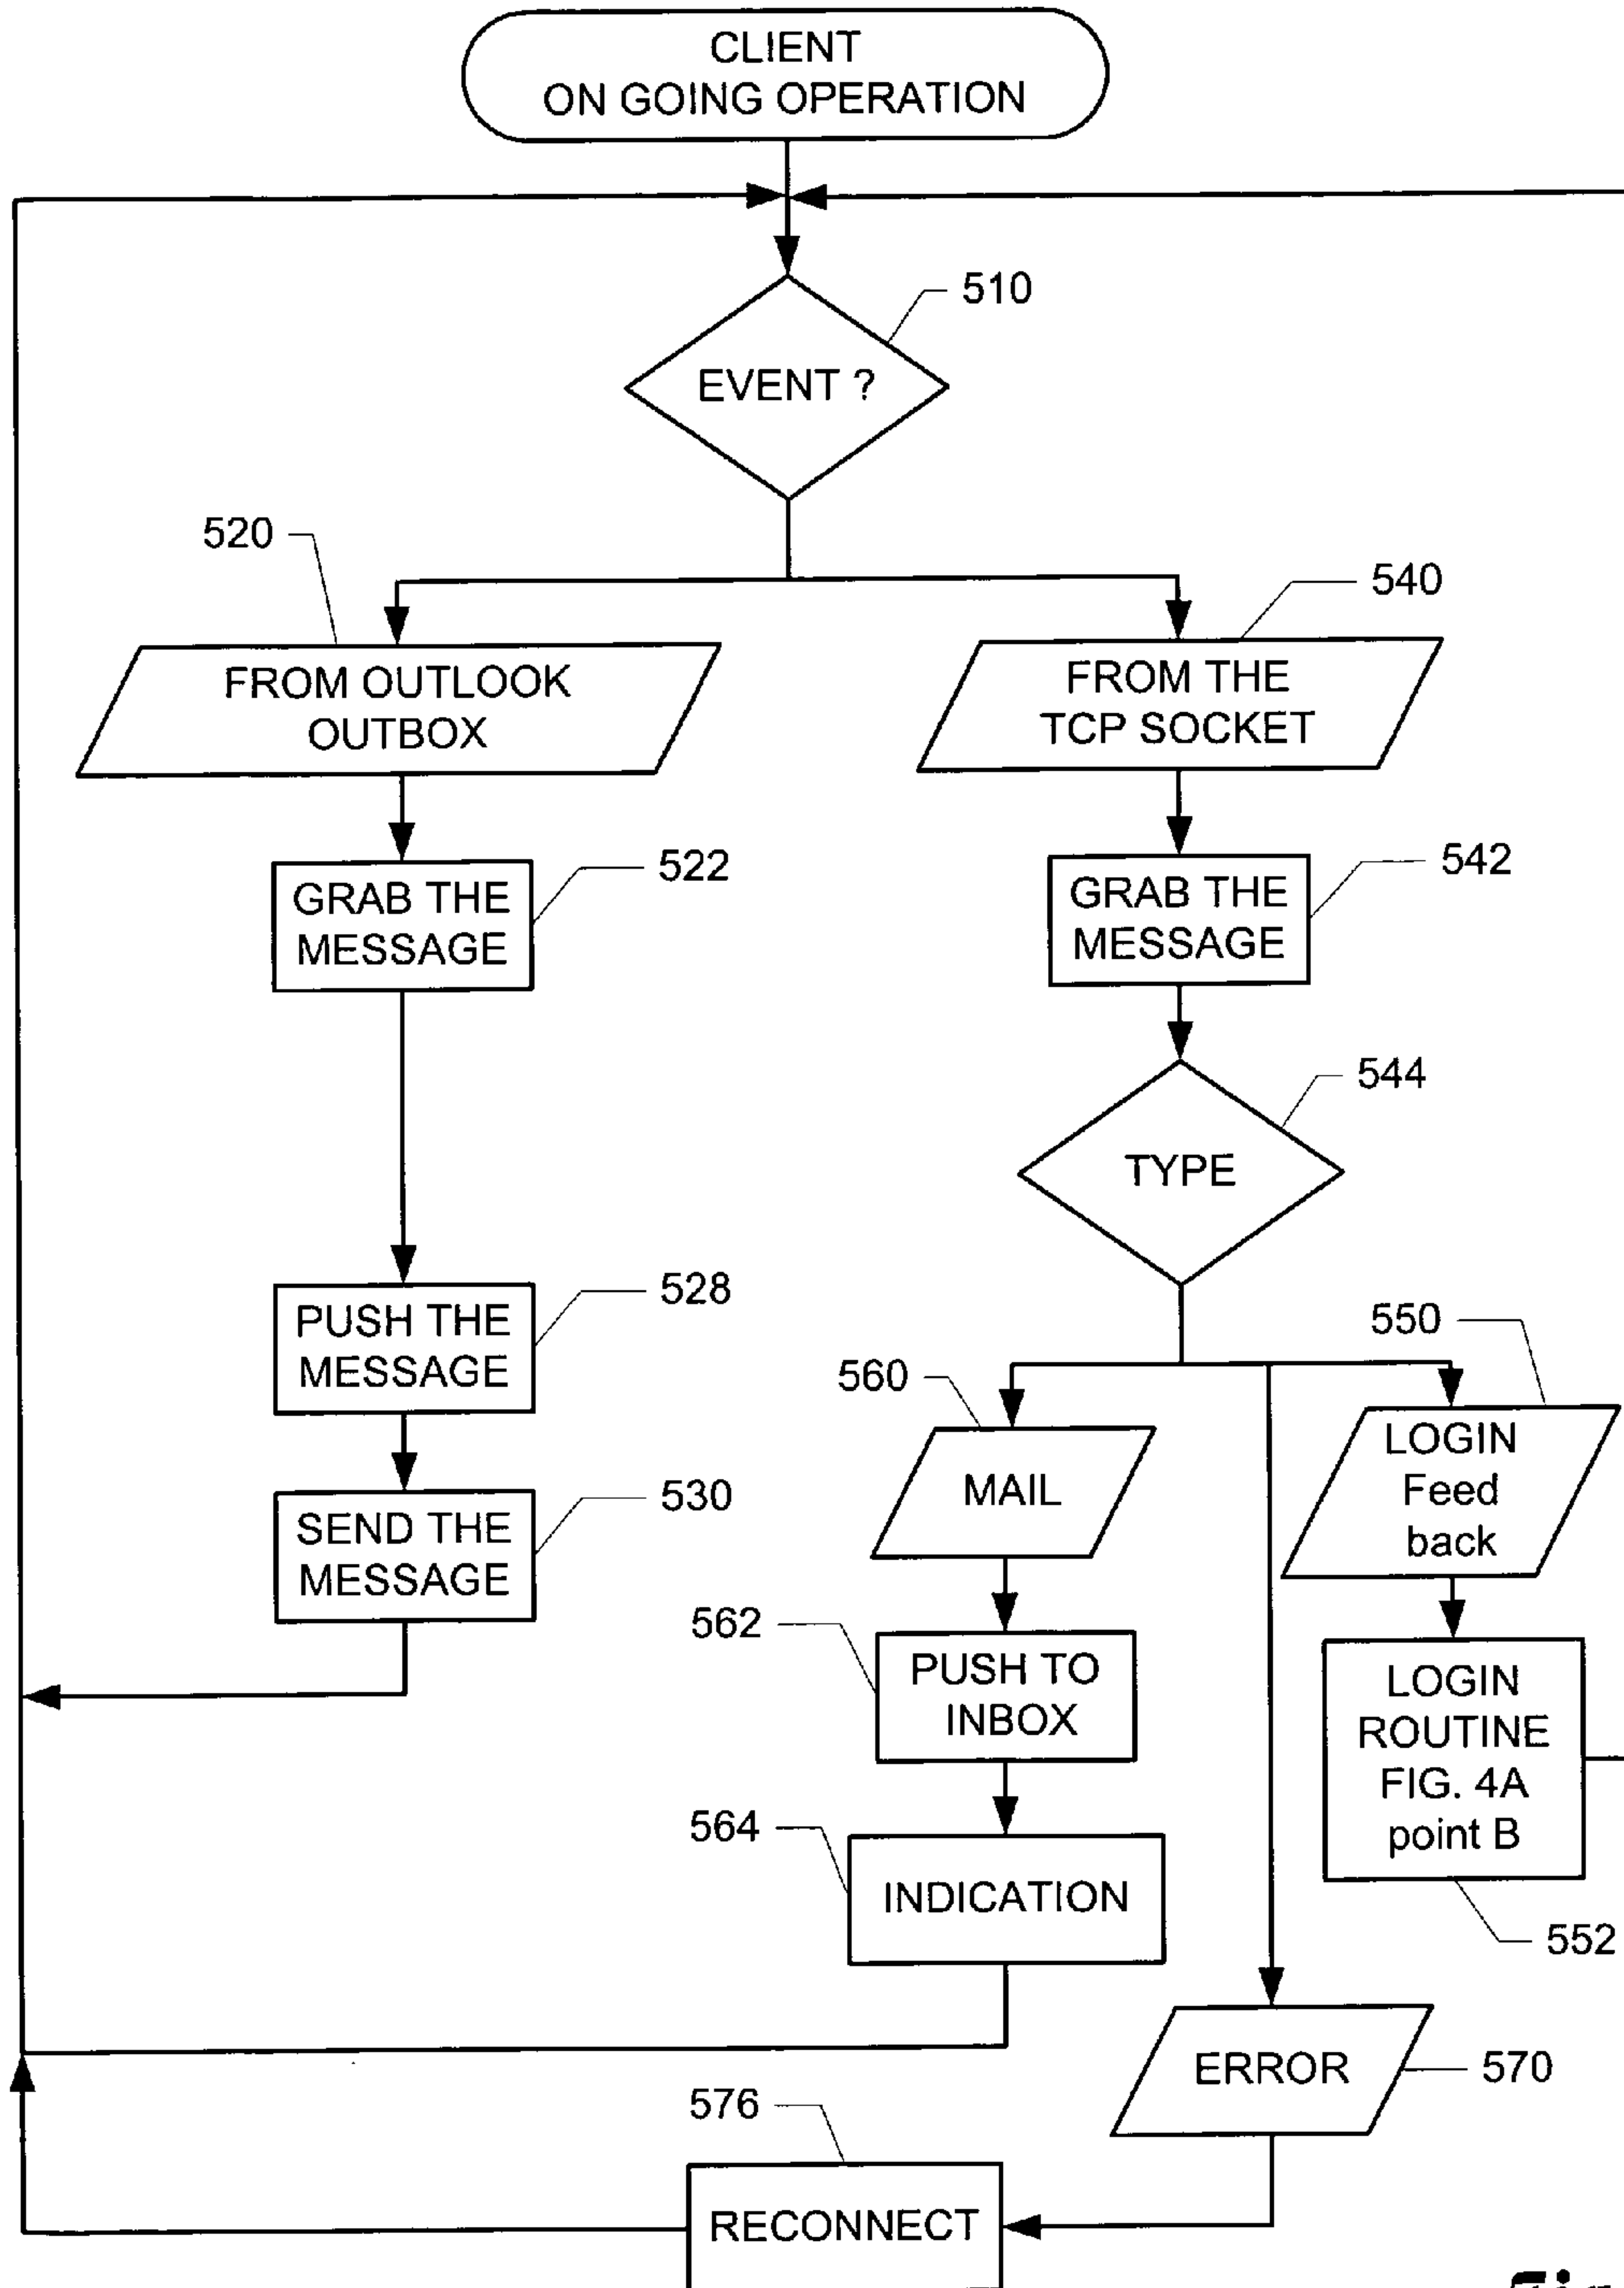 CLIENT
ON GOING OPERATION
510
EVENT ?
520
540
FROM OUTLOOK
OUTBOX
FROM THE
TCP SOCKET
522
542
GRAB THE
MESSAGE
GRAB THE
MESSAGE
544
TYPE
528
PUSH THE
MESSAGE
550
560
LOGIN
Feed
back
MAIL
530
SEND THE
MESSAGE
562
PUSH TO
INBOX
LOGIN
ROUTINE
FIG. 4A
point B
564
INDICATION
552
ERROR
570
576
RECONNECT